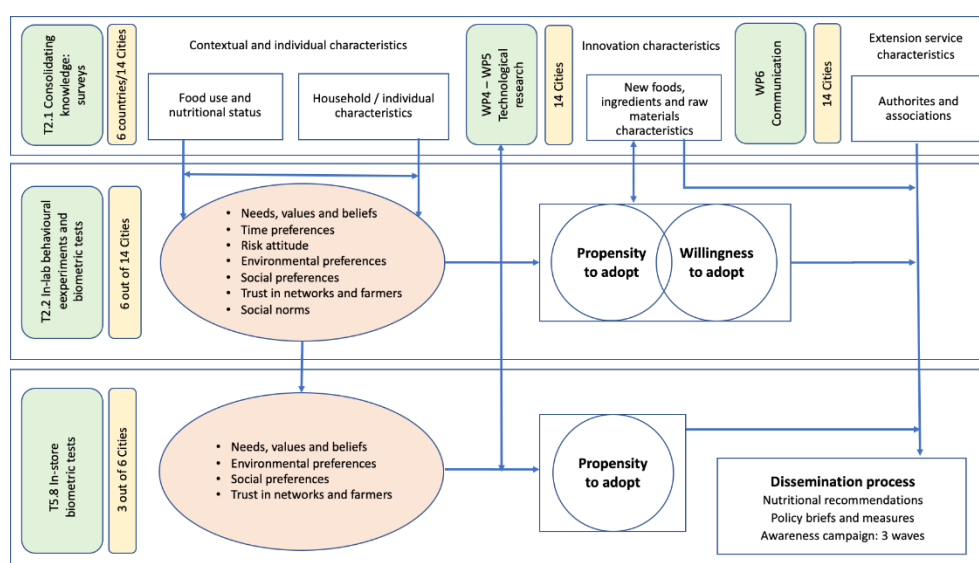 T2.1 Consolidating
knowledge:
surveys
6 countries/14 Cities
Contextual and individual characteristics
Food use and
nutritional status
Household / individual
characteristics
WP4 – WP5
Technological
research
14 Cities
Innovation characteristics
New foods,
ingredients and raw
materials
characteristics
WP6
Communication
14 Cities
Extension service
characteristics
Authorites and
associations
T2.2 In-lab behavioural
eexperiments and
biometric tests
6 out of 14 Cities
• Needs, values and beliefs
• Time preferences
• Risk attitude
• Environmental preferences
• Social preferences
• Trust in networks and farmers
• Social norms
Propensity
to adopt
Willingness
to adopt
T5.8 In-store
biometric tests
3 out of 6 Cities
• Needs, values and beliefs
• Environmental preferences
• Social preferences
• Trust in networks and farmers
Propensity
to adopt
Dissemination process
Nutritional recommendations
Policy briefs and measures
Awareness campaign: 3 waves